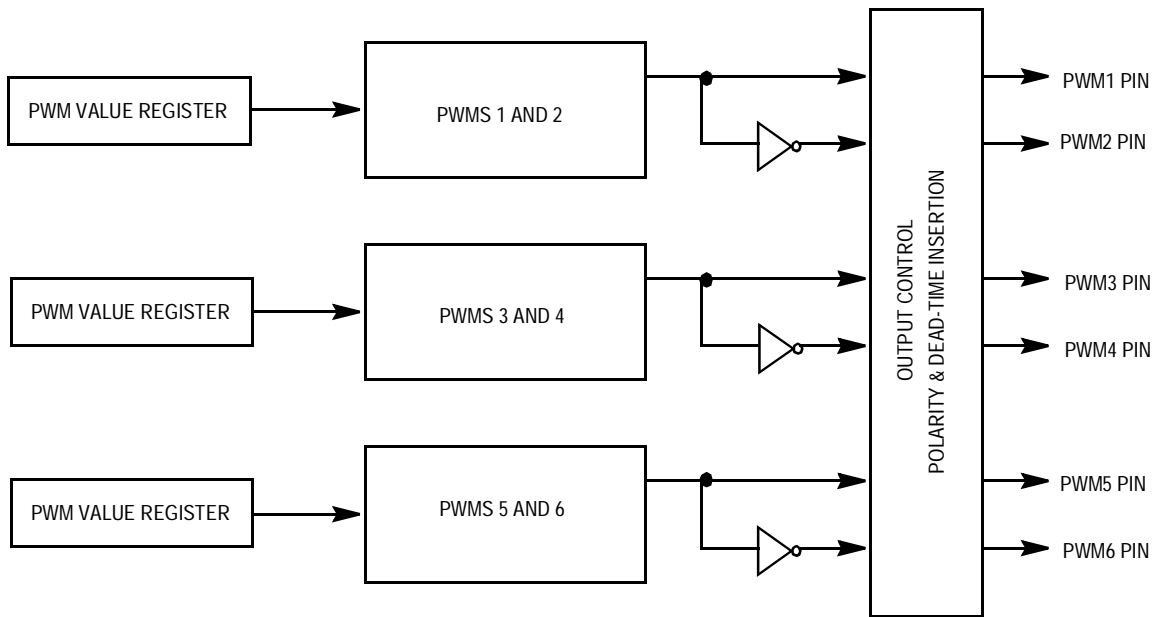 PWM VALUE REGISTER
PWMS 1 AND 2
PWM1 PIN
PWM2 PIN
PWM VALUE REGISTER
PWMS 3 AND 4
PWM3 PIN
PWM4 PIN
PWM VALUE REGISTER
PWMS 5 AND 6
PWM5 PIN
PWM6 PIN
OUTPUT CONTROL
POLARITY & DEAD-TIME INSERTION